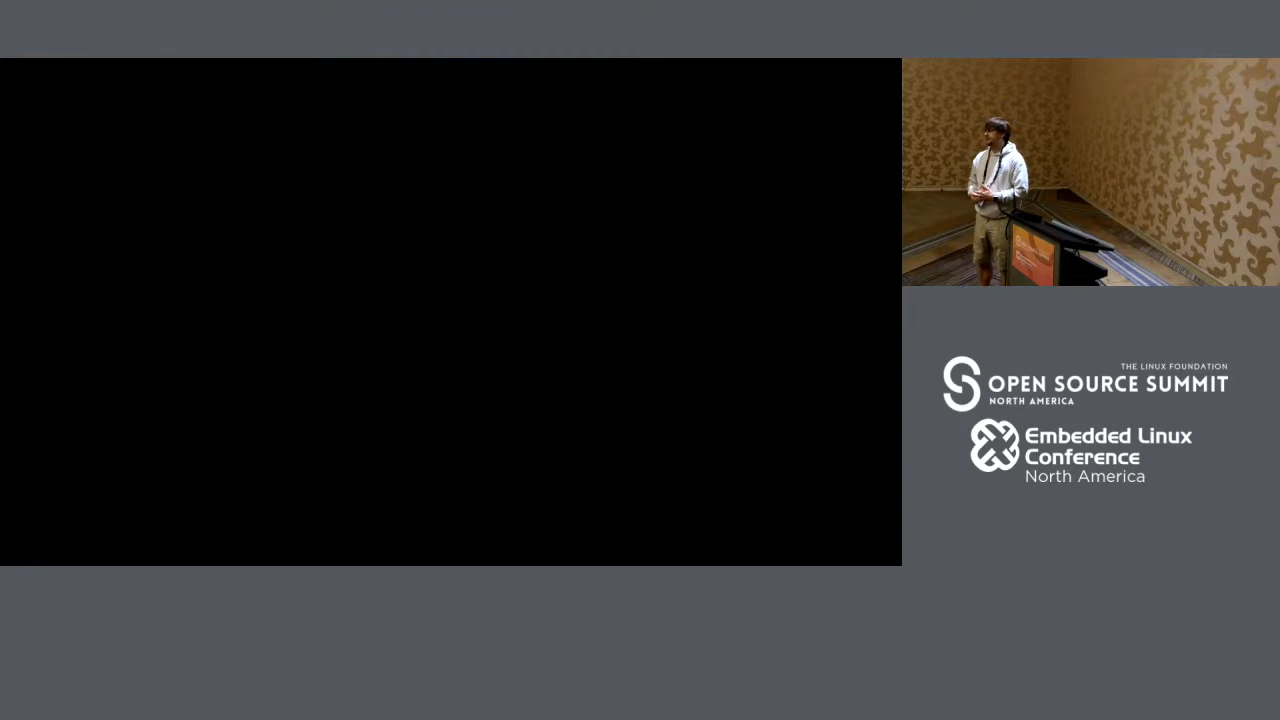 THE LINUX FOUNDATION
OPEN SOURCE SUMMIT
NORTH AMERICA
Embedded Linux
Conference
North America